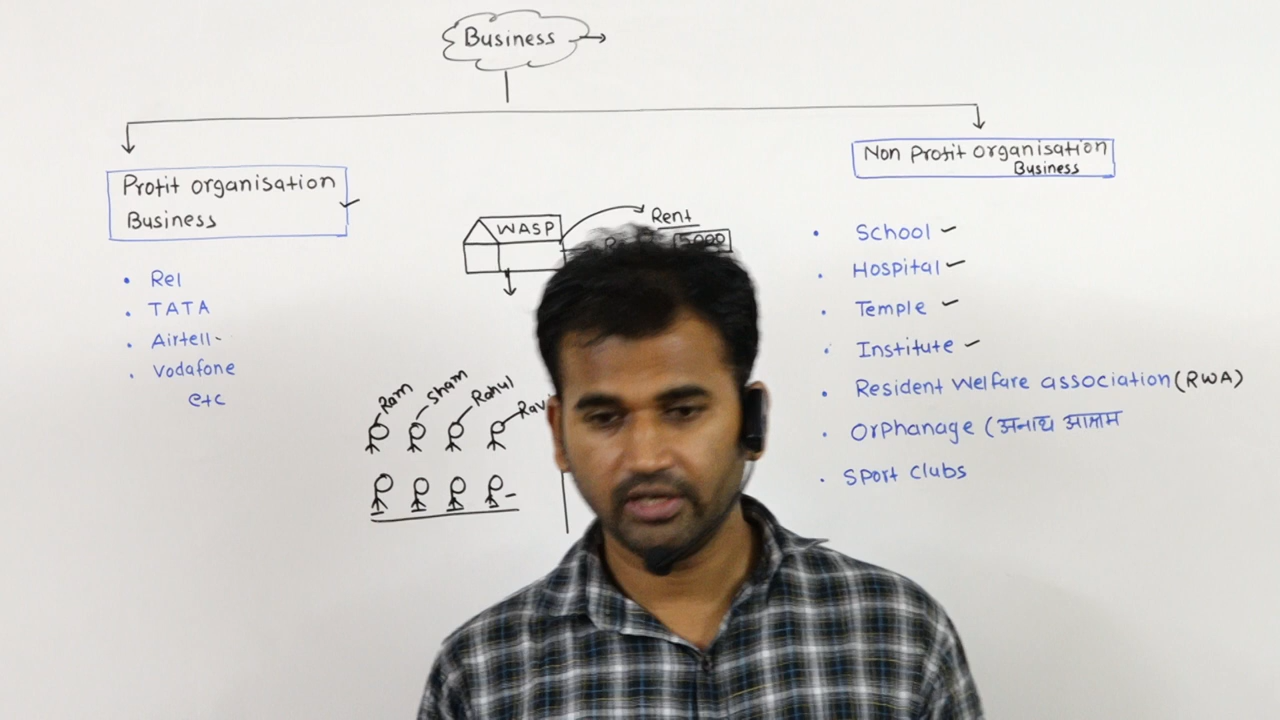 Business
Profit organisation
Business
• Rel
• TATA
• Airtell
• Vodafone
etc
WASP
Rent
5000
Ram
Sham
Rahul
Non Profit organisation
Business
• School
• Hospital
• Temple
• Institute
• Resident Welfare association (RWA)
• Orphanage (अनाथ आश्रम
• Sport clubs